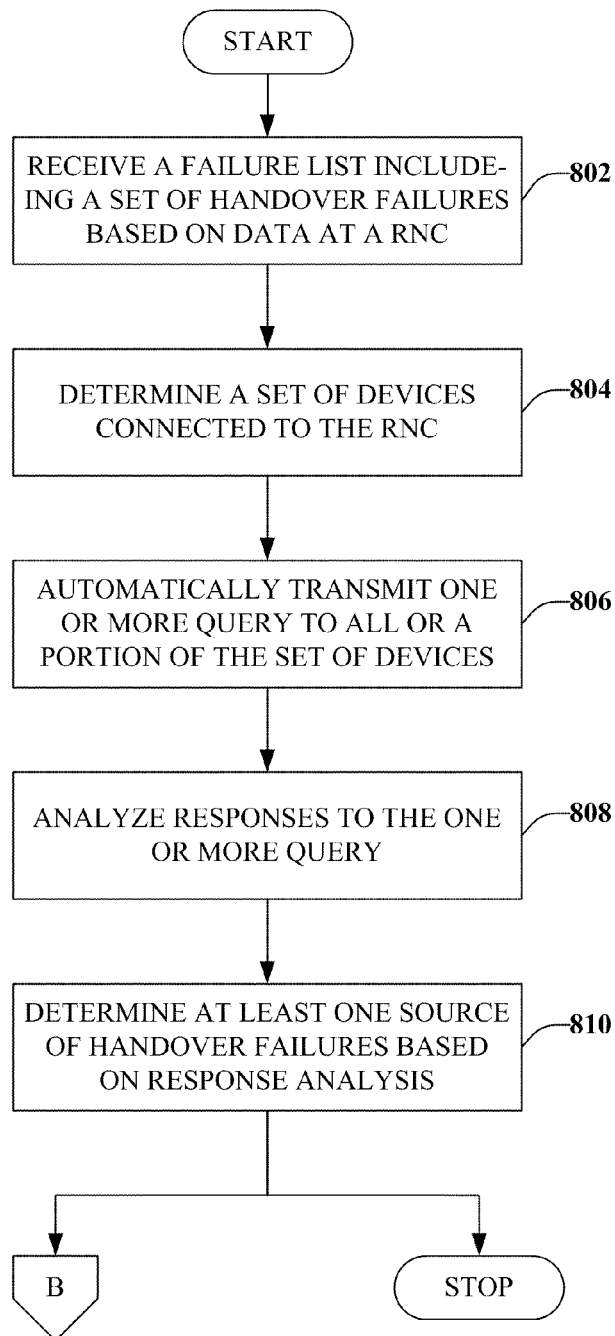 START
RECEIVE A FAILURE LIST INCLUDE-
ING A SET OF HANDOVER FAILURES
BASED ON DATA AT A RNC
802
DETERMINE A SET OF DEVICES
CONNECTED TO THE RNC
804
AUTOMATICALLY TRANSMIT ONE
OR MORE QUERY TO ALL OR A
PORTION OF THE SET OF DEVICES
806
ANALYZE RESPONSES TO THE ONE
OR MORE QUERY
808
DETERMINE AT LEAST ONE SOURCE
OF HANDOVER FAILURES BASED
ON RESPONSE ANALYSIS
810
B
STOP